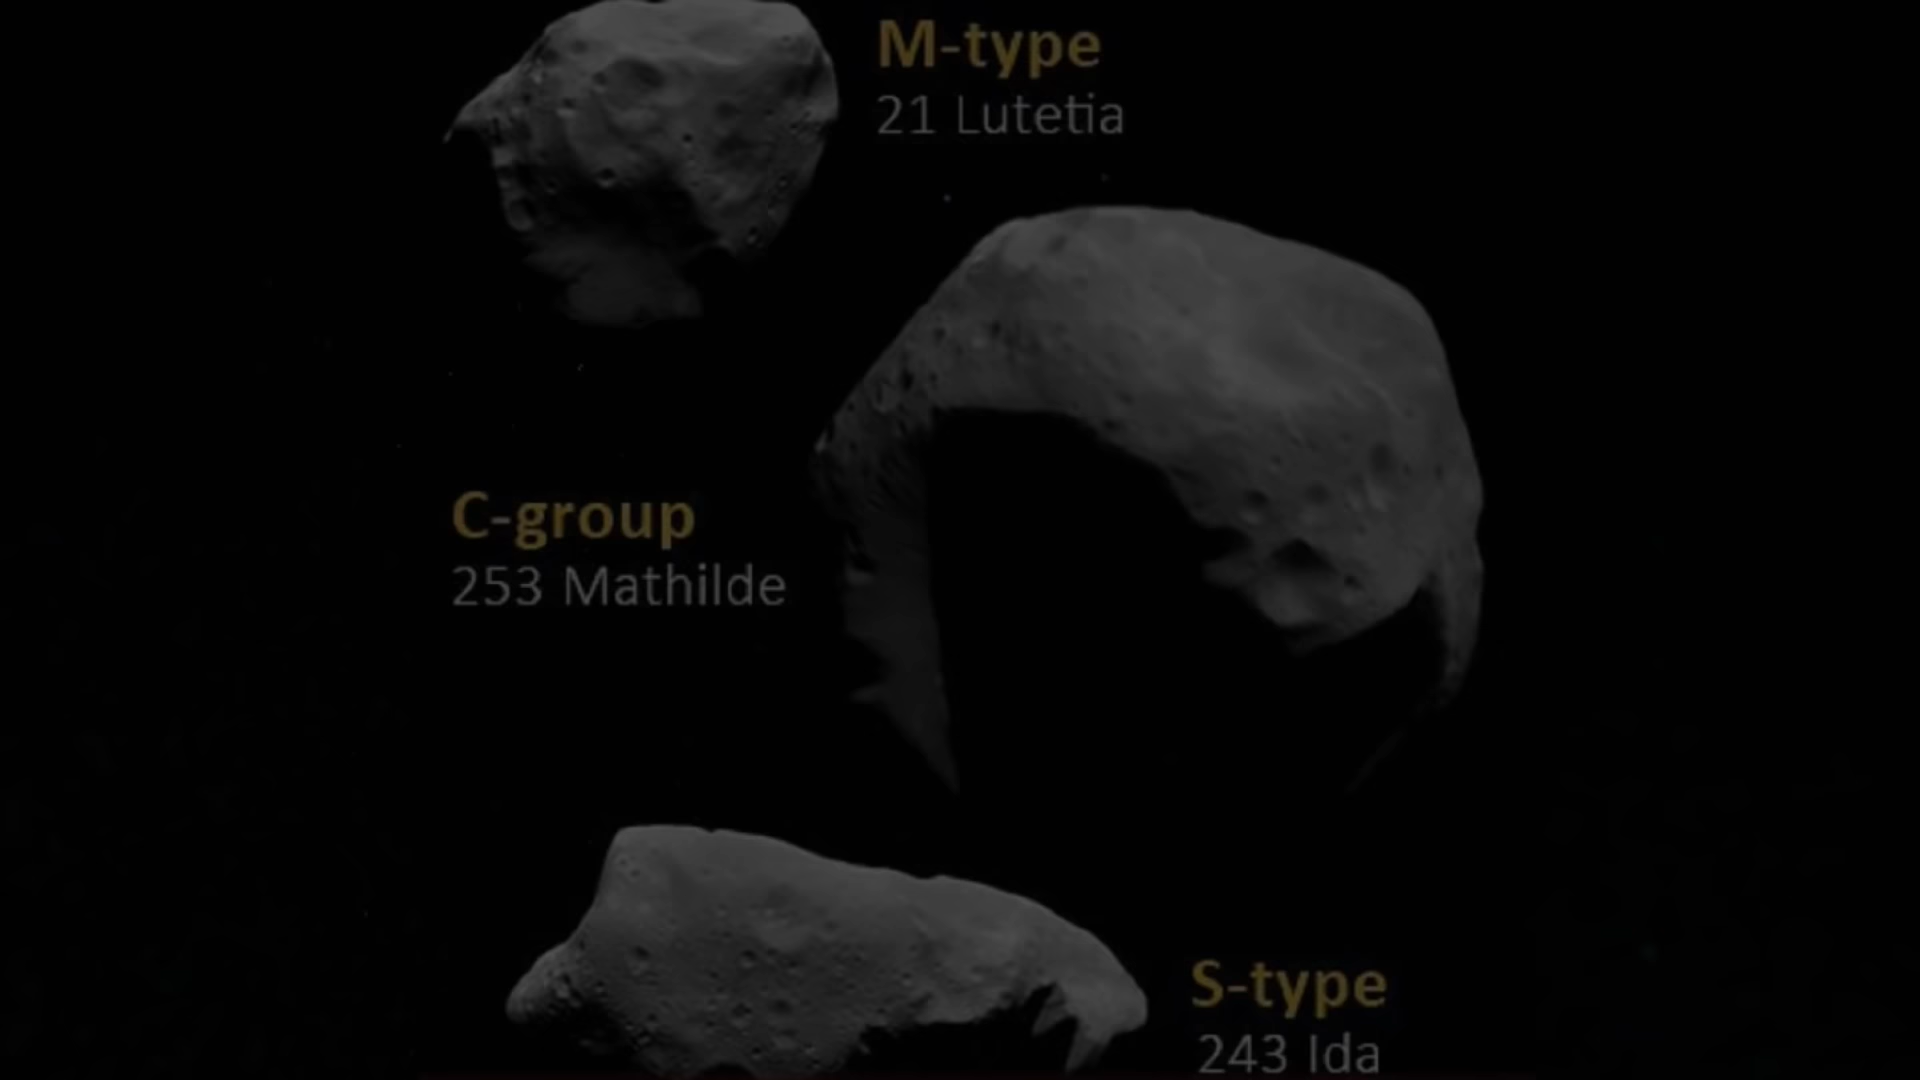 M-type
21 Lutetia
C-group
253 Mathilde
S-type
243 Ida